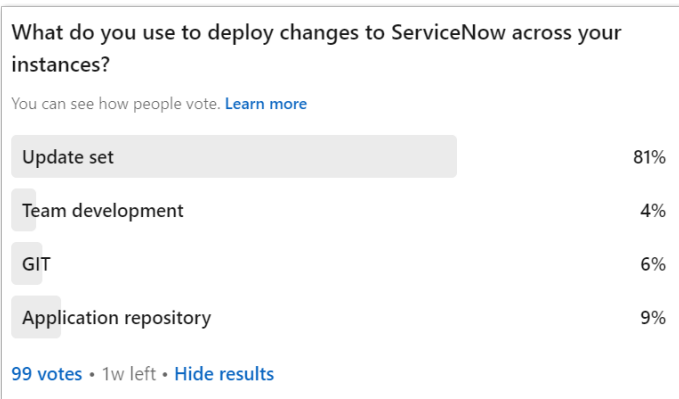 What do you use to deploy changes to ServiceNow across your
instances?
You can see how people vote. Learn more
Update set 81%
Team development 4%
GIT 6%
Application repository 9%
99 votes • 1w left • Hide results